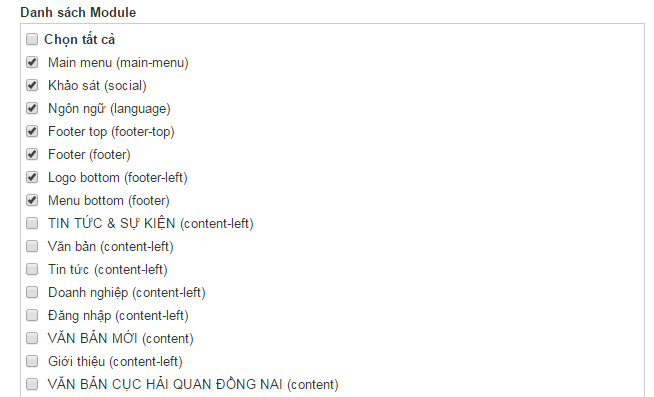 Danh sách Module
Chọn tất cả
Main menu (main-menu)
Khảo sát (social)
Ngôn ngữ (language)
Footer top (footer-top)
Footer (footer)
Logo bottom (footer-left)
Menu bottom (footer)
TIN TỨC & SỰ KIỆN (content-left)
Văn bản (content-left)
Tin tức (content-left)
Doanh nghiệp (content-left)
Đăng nhập (content-left)
VĂN BẢN MỚI (content)
Giới thiệu (content-left)
VĂN BẢN CỤC HẢI QUAN ĐỒNG NAI (content)